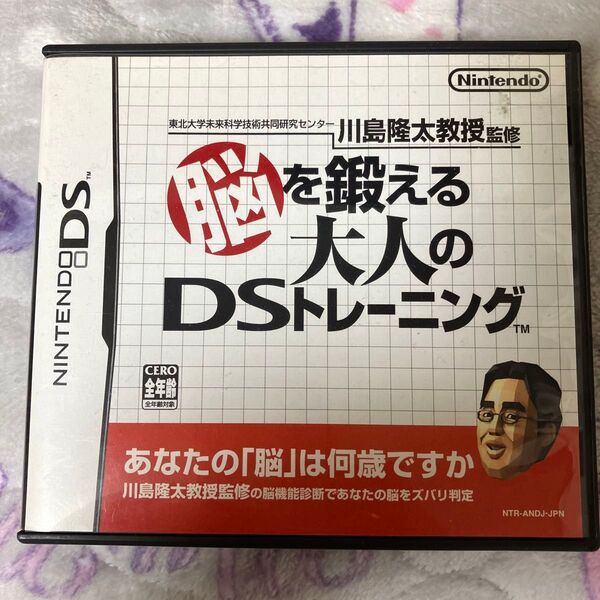 Nintendo
東北大学未来科学技術共同研究センター 川島隆太教授監修
脳を鍛える
大人の
DSトレーニング™
NINTENDO DS™
CERO
全年齢
全年齢対象
あなたの「脳」は何歳ですか
川島隆太教授監修の脳機能診断であなたの脳をズバリ判定
NTR-ANDJ-JPN